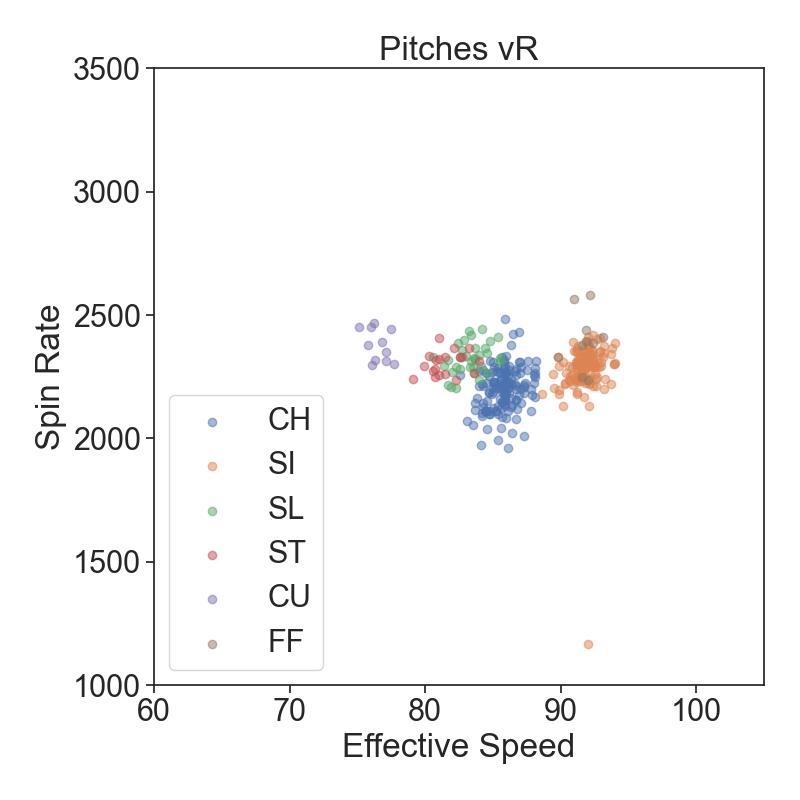 Pitches vR
3500
3000
2500
2000
1500
1000
Spin Rate
CH
SI
SL
ST
CU
FF
60 70 80 90 100
Effective Speed